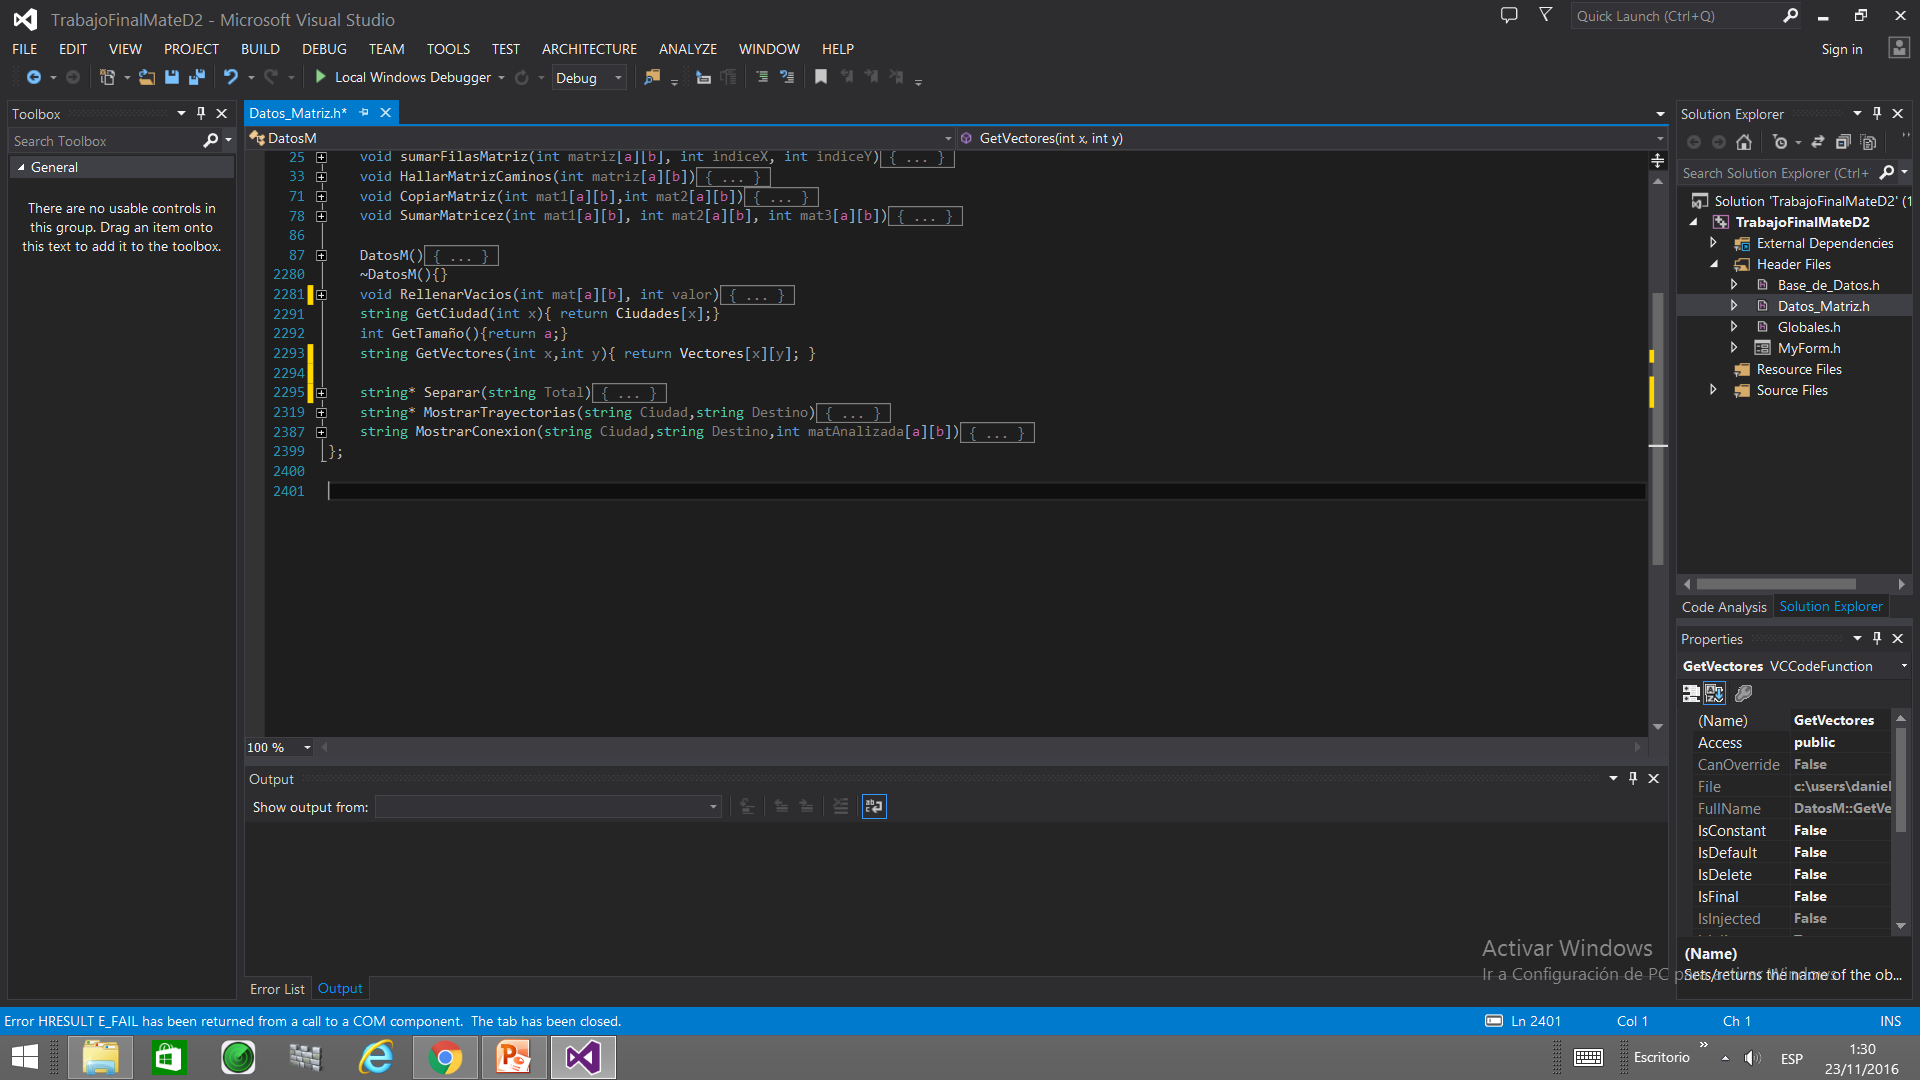 TrabajoFinalMateD2 - Microsoft Visual Studio
Quick Launch (Ctrl+Q)
FILE EDIT VIEW PROJECT BUILD DEBUG TEAM TOOLS TEST ARCHITECTURE ANALYZE WINDOW HELP
Sign in
Local Windows Debugger
Debug
Toolbox
Search Toolbox
General
There are no usable controls in
this group. Drag an item onto
this text to add it to the toolbox.
Datos_Matriz.h*
DatosM
GetVectores(int x, int y)
25 void sumarFilasMatriz(int matriz[a][b], int indiceX, int indiceY){ ... }
33 void HallarMatrizCaminos(int matriz[a][b]){ ... }
71 void CopiarMatriz(int mat1[a][b],int mat2[a][b]){ ... }
78 void SumarMatricez(int mat1[a][b], int mat2[a][b], int mat3[a][b]){ ... }
86
87 DatosM(){ ... }
2280 ~DatosM(){}
2281 void RellenarVacios(int mat[a][b], int valor){ ... }
2291 string GetCiudad(int x){ return Ciudades[x];}
2292 int GetTamaño(){return a;}
2293 string GetVectores(int x,int y){ return Vectores[x][y]; }
2294
2295 string* Separar(string Total){ ... }
2319 string* MostrarTrayectorias(string Ciudad,string Destino){ ... }
2387 string MostrarConexion(string Ciudad,string Destino,int matAnalizada[a][b]){ ... }
2399 };
2400
2401
100 %
Output
Show output from:
Error List
Output
Solution Explorer
Search Solution Explorer (Ctrl+
Solution 'TrabajoFinalMateD2' (1
TrabajoFinalMateD2
External Dependencies
Header Files
Base_de_Datos.h
Datos_Matriz.h
Globales.h
MyForm.h
Resource Files
Source Files
Code Analysis
Solution Explorer
Properties
GetVectores VCCodeFunction
(Name) GetVectores
Access public
CanOverride False
File c:\users\daniel
FullName DatosM::GetVe
IsConstant False
IsDefault False
IsDelete False
IsFinal False
IsInjected False
(Name)
Sets/returns the name of the ob...
Activar Windows
Ir a Configuración de PC para activar Windows.
Error HRESULT E_FAIL has been returned from a call to a COM component.  The tab has been closed.
Ln 2401
Col 1
Ch 1
INS
Escritorio
ESP
1:30
23/11/2016